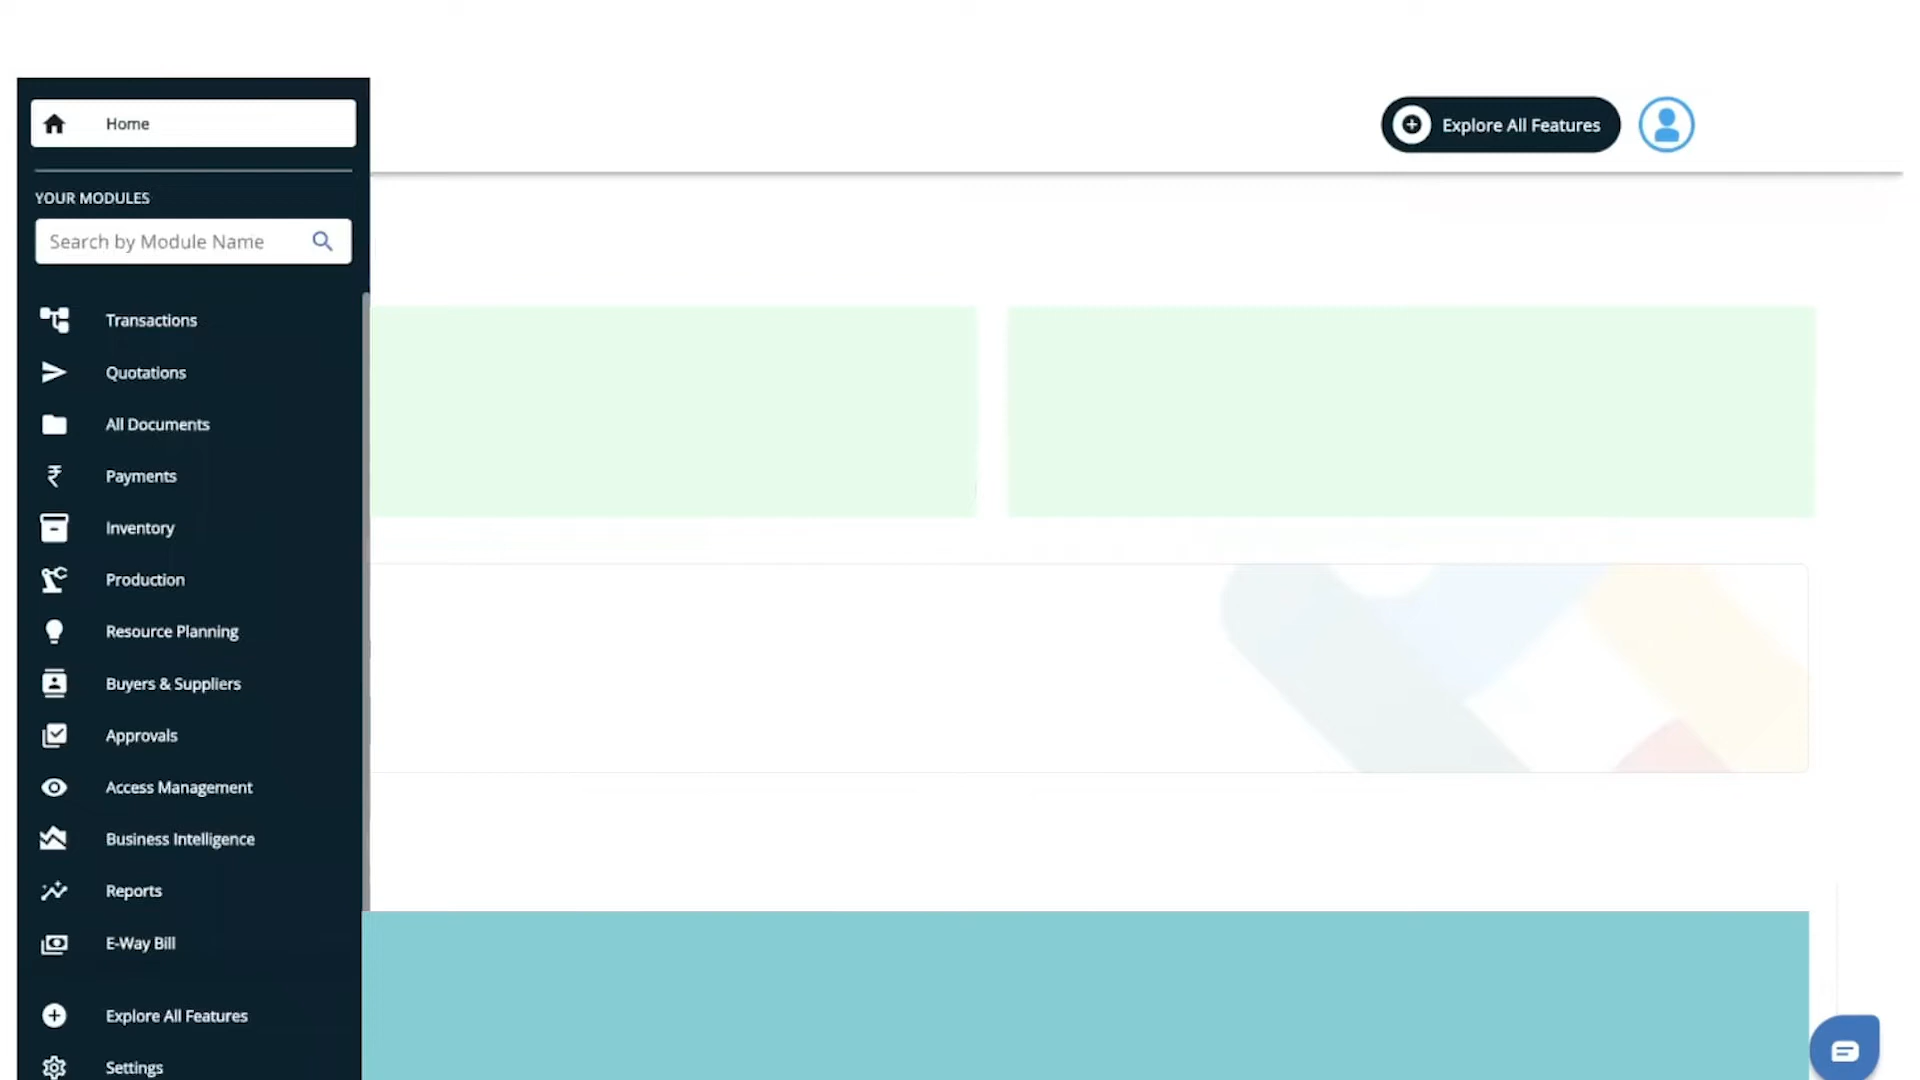 Home
Explore All Features
YOUR MODULES
Search by Module Name
Transactions
Quotations
All Documents
Payments
Inventory
Production
Resource Planning
Buyers & Suppliers
Approvals
Access Management
Business Intelligence
Reports
E-Way Bill
Explore All Features
Settings